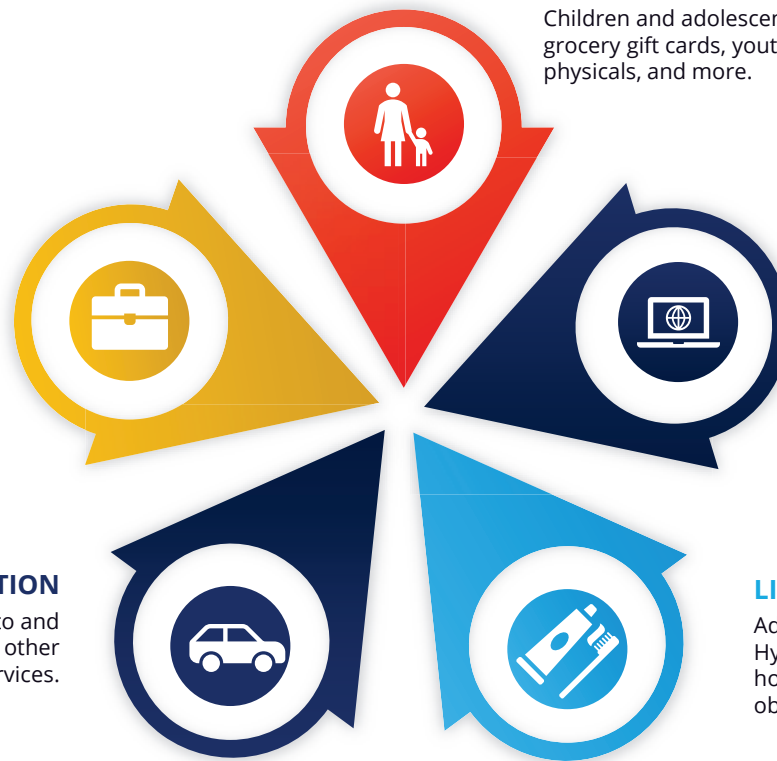 Children and adolescen
grocery gift cards, yout
physicals, and more.
TION
to and
other
rvices.
LI
Ad
Hy
ho
ob